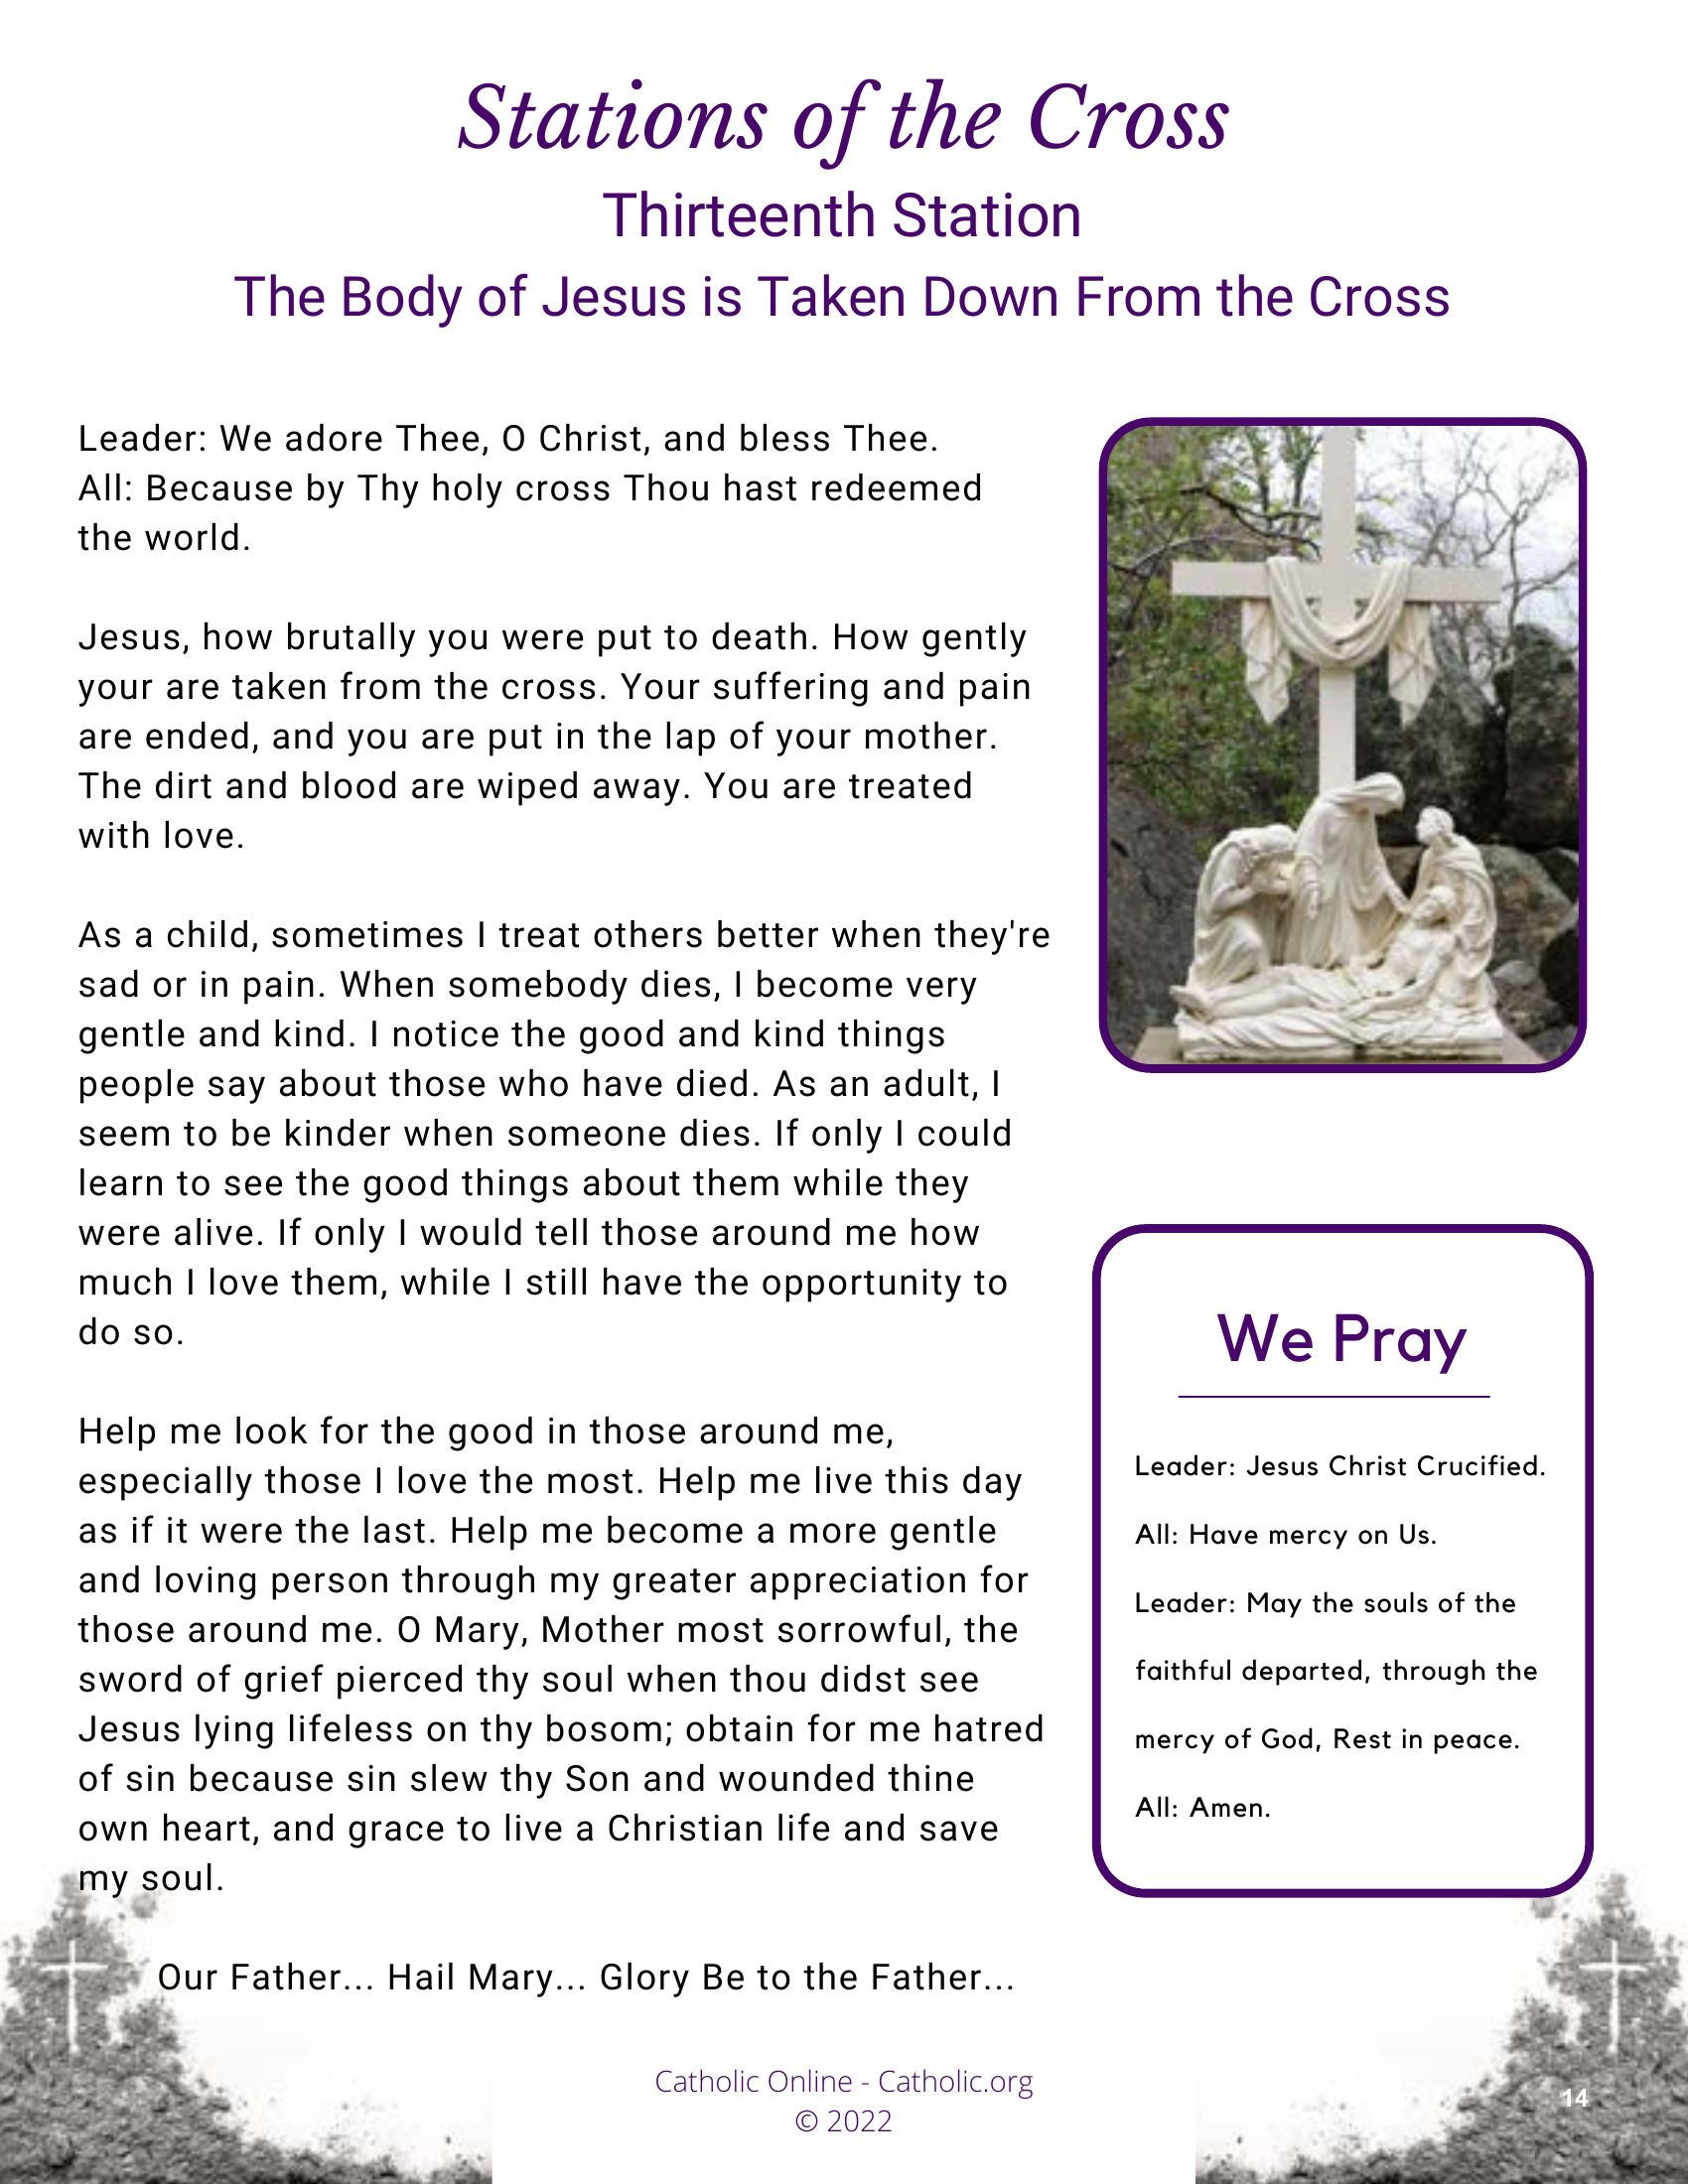 Stations of the Cross
Thirteenth Station
The Body of Jesus is Taken Down From the Cross
Leader: We adore Thee, O Christ, and bless Thee.
All: Because by Thy holy cross Thou hast redeemed
the world.
Jesus, how brutally you were put to death. How gently
your are taken from the cross. Your suffering and pain
are ended, and you are put in the lap of your mother.
The dirt and blood are wiped away. You are treated
with love.
As a child, sometimes I treat others better when they're
sad or in pain. When somebody dies, I become very
gentle and kind. I notice the good and kind things
people say about those who have died. As an adult, I
seem to be kinder when someone dies. If only I could
learn to see the good things about them while they
were alive. If only I would tell those around me how
much I love them, while I still have the opportunity to
do so.
Help me look for the good in those around me,
especially those I love the most. Help me live this day
as if it were the last. Help me become a more gentle
and loving person through my greater appreciation for
those around me. O Mary, Mother most sorrowful, the
sword of grief pierced thy soul when thou didst see
Jesus lying lifeless on thy bosom; obtain for me hatred
of sin because sin slew thy Son and wounded thine
own heart, and grace to live a Christian life and save
my soul.
Our Father... Hail Mary... Glory Be to the Father...
We Pray
Leader: Jesus Christ Crucified.
All: Have mercy on Us.
Leader: May the souls of the
faithful departed, through the
mercy of God, Rest in peace.
All: Amen.
Catholic Online - Catholic.org
© 2022
14